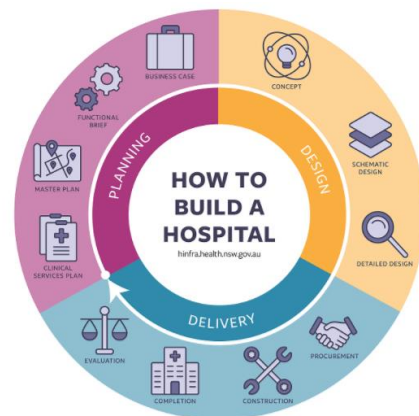 HOW TO
BUILD A
HOSPITAL
hinfra.health.nsw.gov.au
PLANNING
CLINICAL
SERVICES PLAN
MASTER PLAN
FUNCTIONAL
BRIEF
BUSINESS CASE
DESIGN
CONCEPT
SCHEMATIC
DESIGN
DETAILED DESIGN
DELIVERY
PROCUREMENT
CONSTRUCTION
COMPLETION
EVALUATION